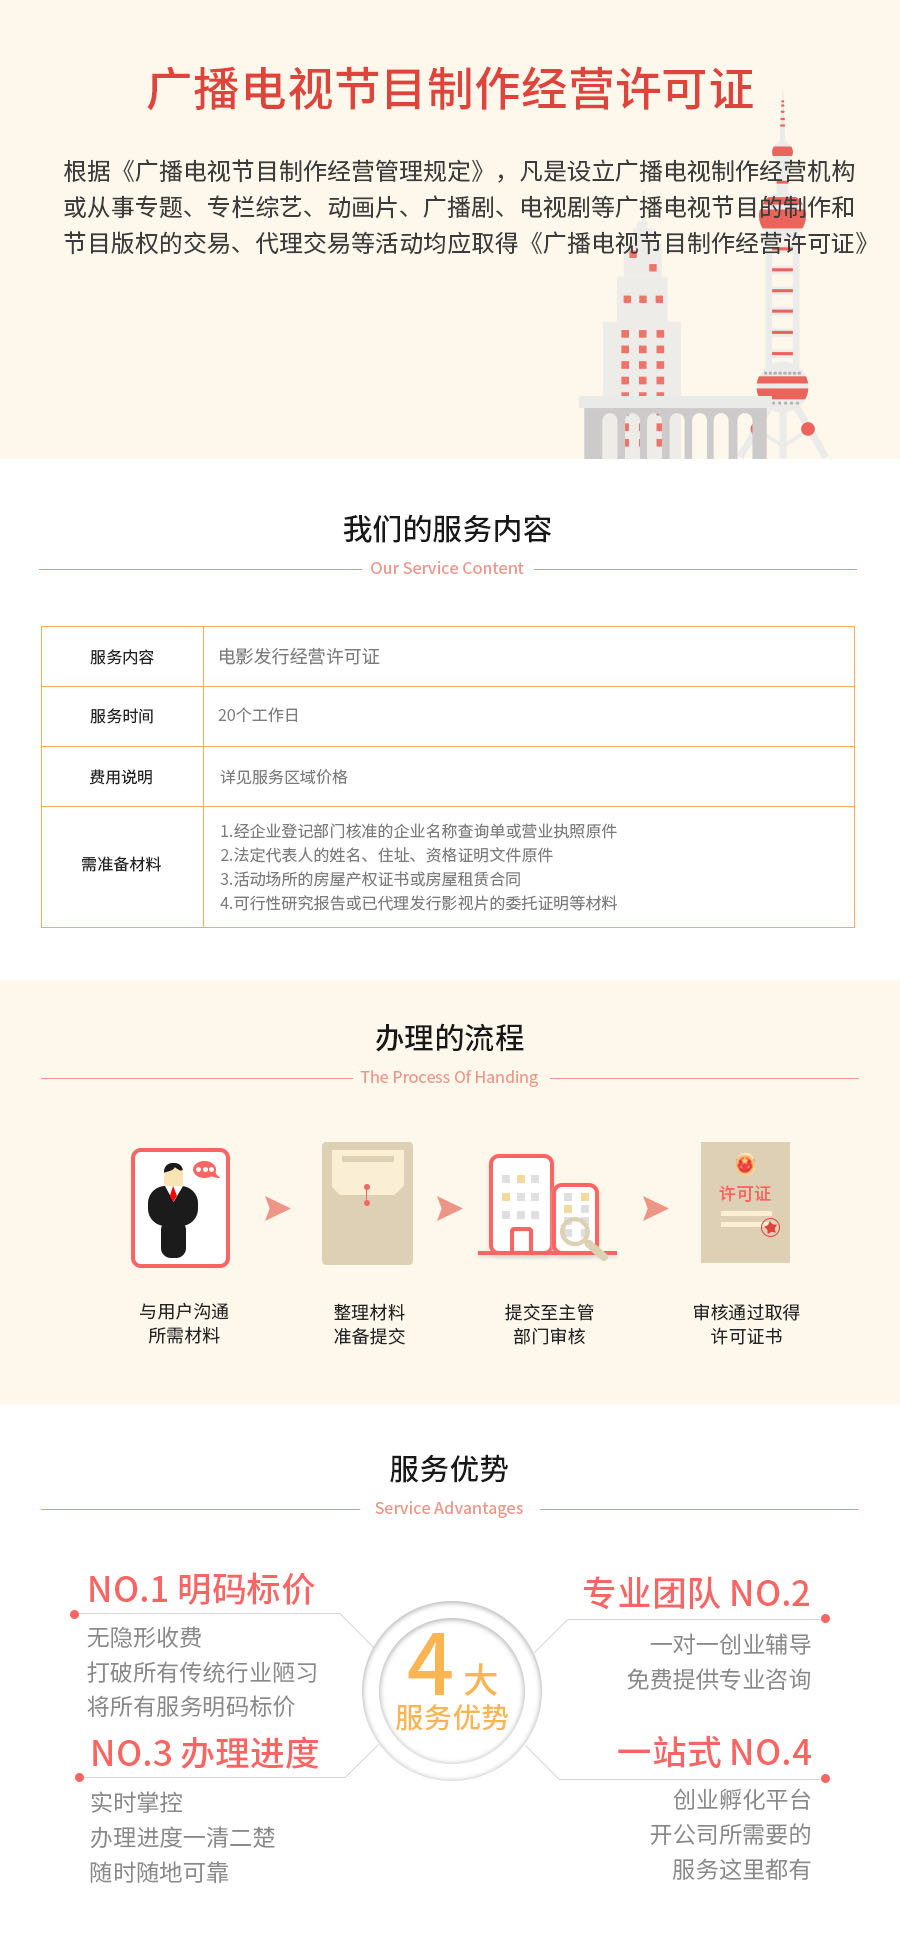 广播电视节目制作经营许可证
根据《广播电视节目制作经营管理规定》，凡是设立广播电视制作经营机构
或从事专题、专栏综艺、动画片、广播剧、电视剧等广播电视节目的制作和
节目版权的交易、代理交易等活动均应取得《广播电视节目制作经营许可证》
我们的服务内容
Our Service Content
服务内容
电影发行经营许可证
服务时间
20个工作日
费用说明
详见服务区域价格
需准备材料
1.经企业登记部门核准的企业名称查询单或营业执照原件
2.法定代表人的姓名、住址、资格证明文件原件
3.活动场所的房屋产权证书或房屋租赁合同
4.可行性研究报告或已代理发行影视片的委托证明等材料
办理的流程
The Process Of Handing
许可证
与用户沟通
所需材料
整理材料
准备提交
提交至主管
部门审核
审核通过取得
许可证书
服务优势
Service Advantages
NO.1 明码标价
无隐形收费
打破所有传统行业陋习
将所有服务明码标价
专业团队 NO.2
一对一创业辅导
免费提供专业咨询
4 大
服务优势
NO.3 办理进度
实时掌控
办理进度一清二楚
随时随地可靠
一站式 NO.4
创业孵化平台
开公司所需要的
服务这里都有